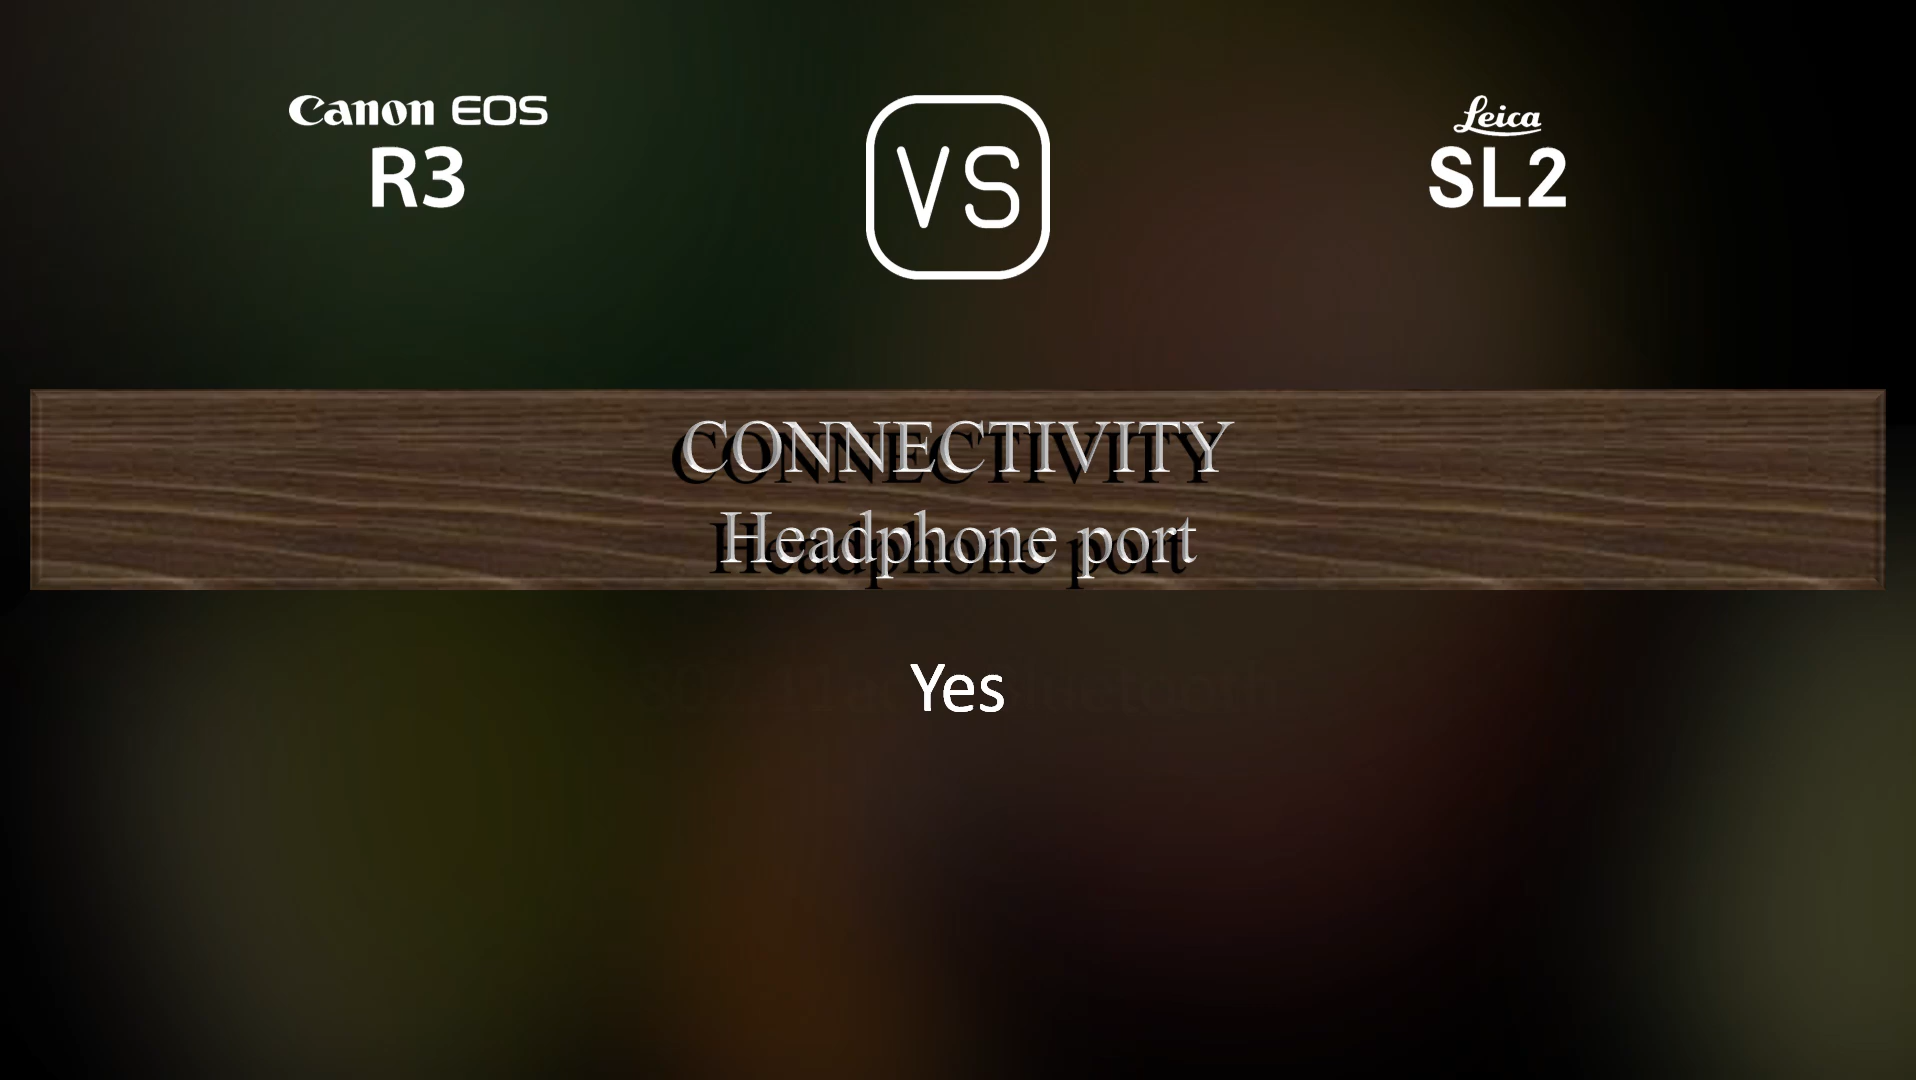 Canon EOS
R3
VS
Leica
SL2
CONNECTIVITY
Headphone port
Yes